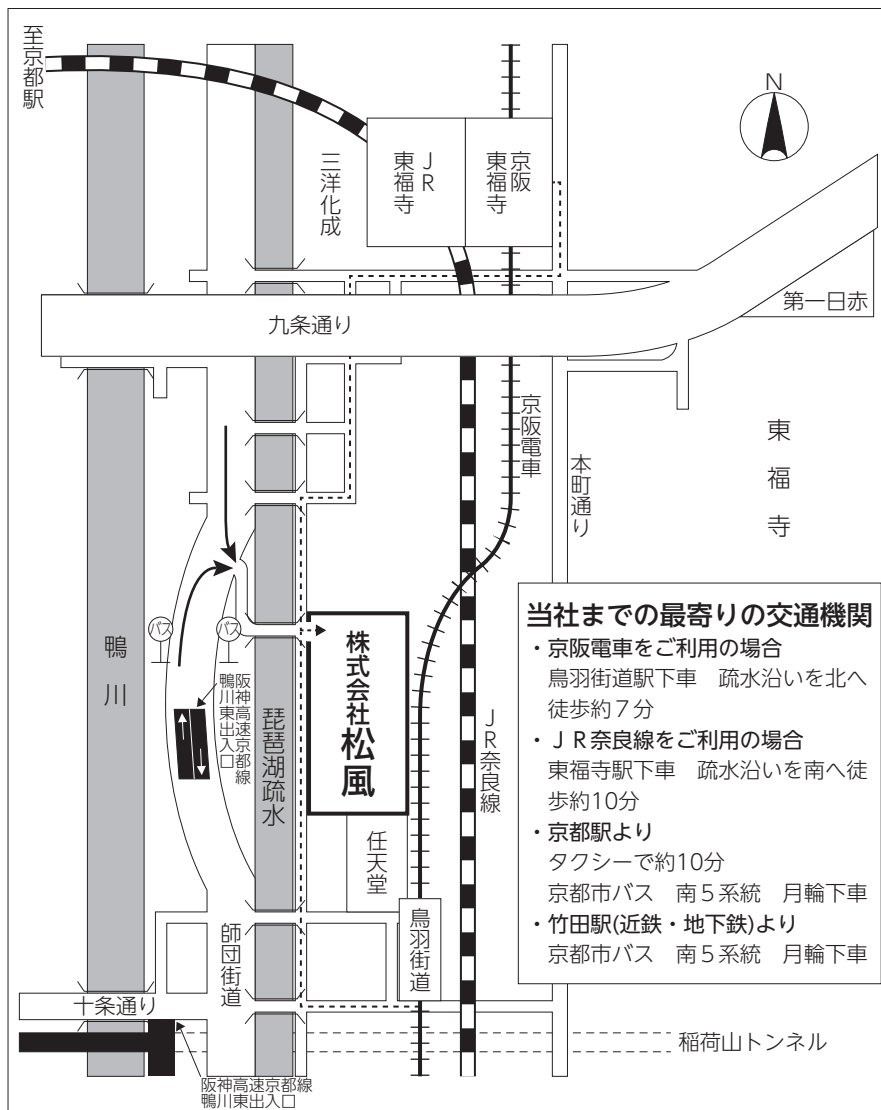 至京都駅
三洋化成
JR
東福寺
京阪
東福寺
N
第一日赤
九条通り
京阪電車
本町通り
東福寺
バス
バス
鴨川
阪神高速京都線
鴨川東出入口
琵琶湖疏水
株式会社 松風
JR奈良線
任天堂
鳥羽街道
師団街道
十条通り
稲荷山トンネル
阪神高速京都線
鴨川東出入口
当社までの最寄りの交通機関
・京阪電車をご利用の場合
鳥羽街道駅下車　疏水沿いを北へ
徒歩約７分
・ＪＲ奈良線をご利用の場合
東福寺駅下車　疏水沿いを南へ徒
歩約10分
・京都駅より
タクシーで約10分
京都市バス　南５系統　月輪下車
・竹田駅(近鉄・地下鉄)より
京都市バス　南５系統　月輪下車